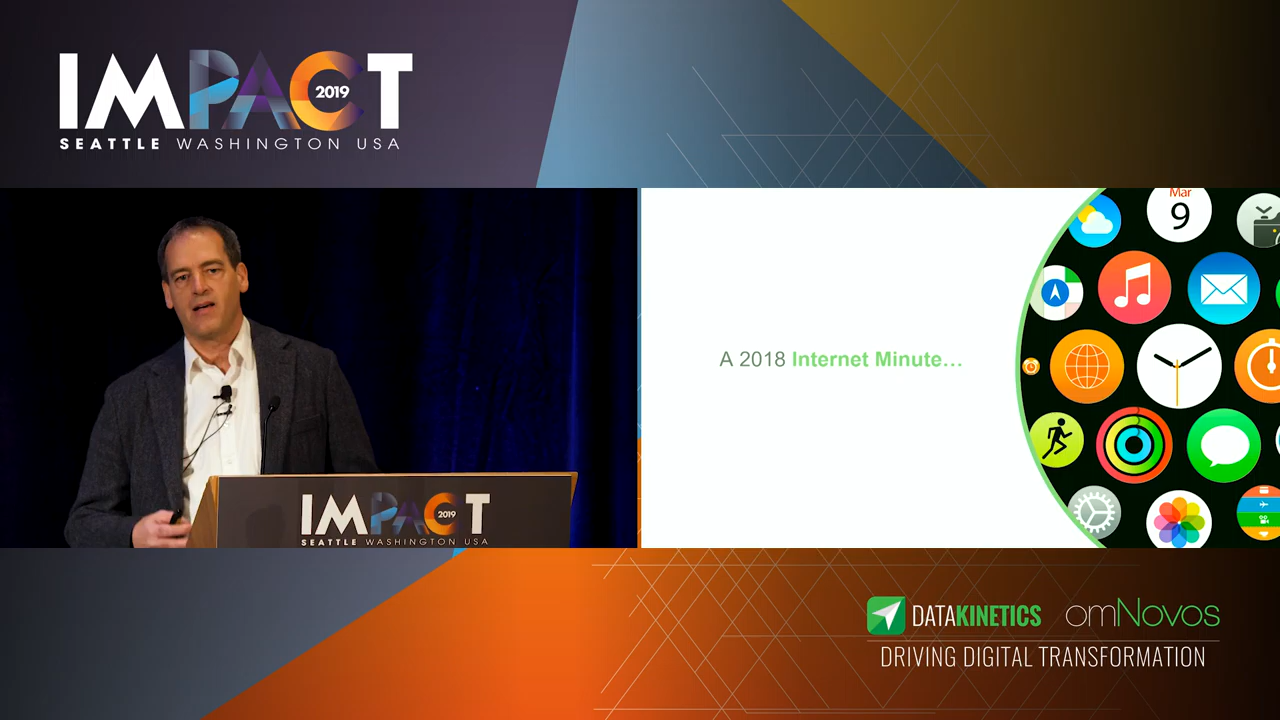 IMPACT
2019
SEATTLE WASHINGTON USA
Mar
9
A 2018 Internet Minute...
IMPACT
2019
SEATTLE WASHINGTON USA
DATAKINETICS omNovos
DRIVING DIGITAL TRANSFORMATION